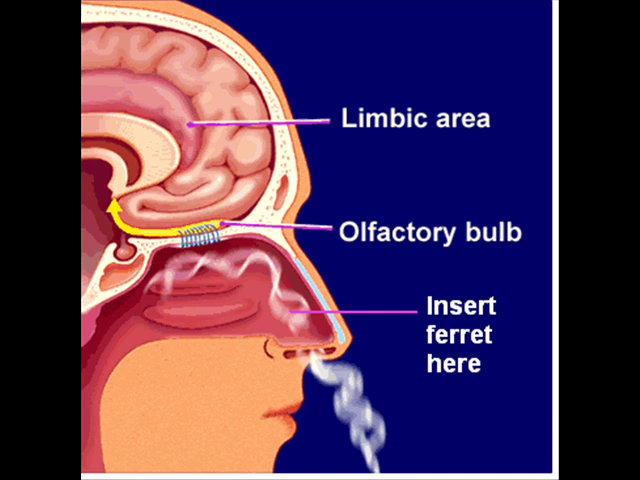 Limbic area
Olfactory bulb
Insert
ferret
here